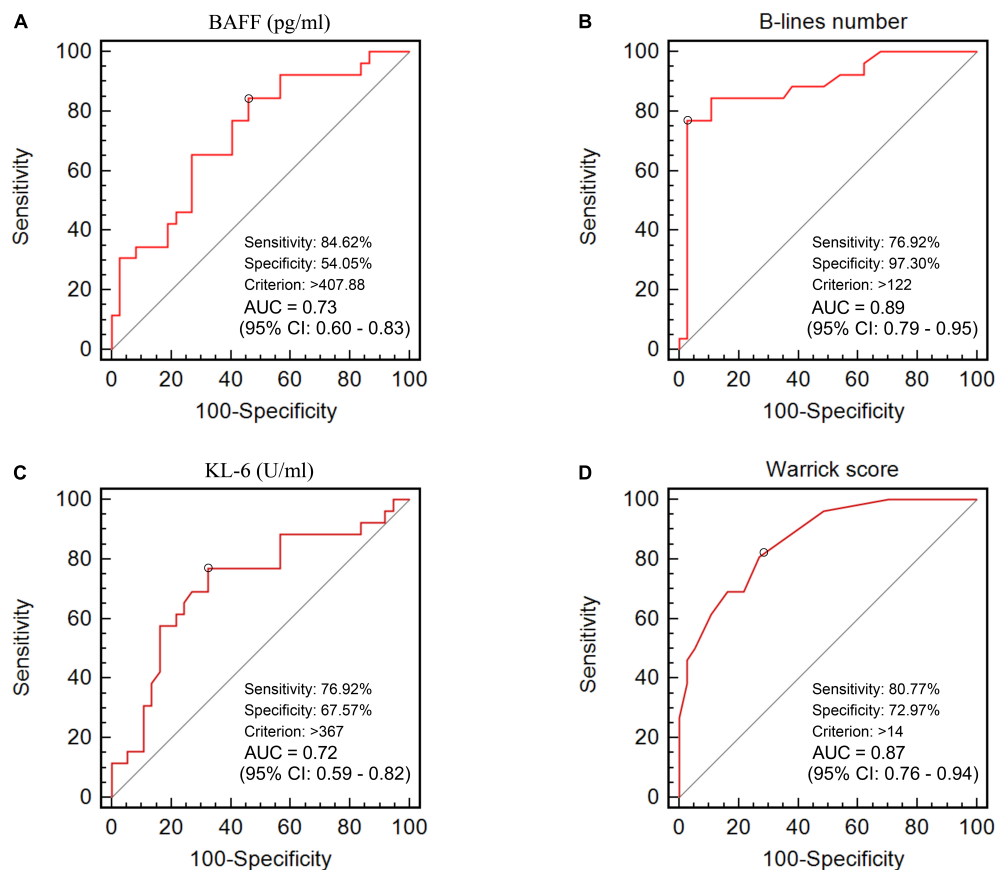 A
BAFF (pg/ml)
100
80
60
40
20
0
Sensitivity
Sensitivity: 84.62%
Specificity: 54.05%
Criterion: >407.88
AUC = 0.73
(95% CI: 0.60 - 0.83)
0 20 40 60 80 100
100-Specificity
B
B-lines number
100
80
60
40
20
0
Sensitivity
Sensitivity: 76.92%
Specificity: 97.30%
Criterion: >122
AUC = 0.89
(95% CI: 0.79 - 0.95)
0 20 40 60 80 100
100-Specificity
C
KL-6 (U/ml)
100
80
60
40
20
0
Sensitivity
Sensitivity: 76.92%
Specificity: 67.57%
Criterion: >367
AUC = 0.72
(95% CI: 0.59 - 0.82)
0 20 40 60 80 100
100-Specificity
D
Warrick score
100
80
60
40
20
0
Sensitivity
Sensitivity: 80.77%
Specificity: 72.97%
Criterion: >14
AUC = 0.87
(95% CI: 0.76 - 0.94)
0 20 40 60 80 100
100-Specificity